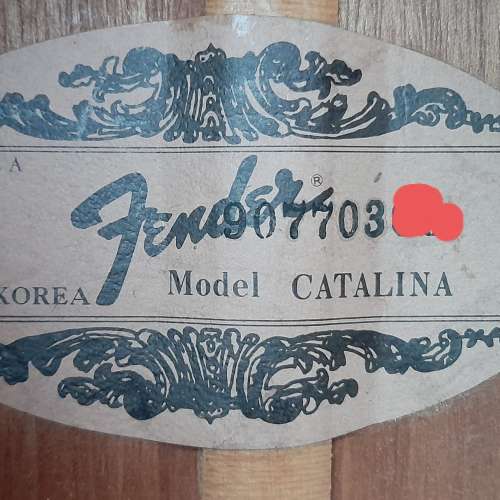 A
Fender®
907703
KOREA
Model CATALINA